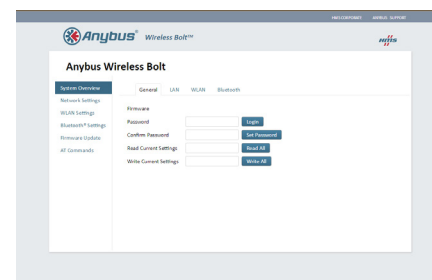 HMS CORPORATE ANYBUS SUPPORT
Anybus® Wireless Bolt™
HMS
Anybus Wireless Bolt
System Overview
General LAN WLAN Bluetooth
Network Settings
WLAN Settings
Bluetooth® Settings
Firmware Update
AT Commands
Firmware
Password Login
Confirm Password Set Password
Read Current Settings Read All
Write Current Settings Write All